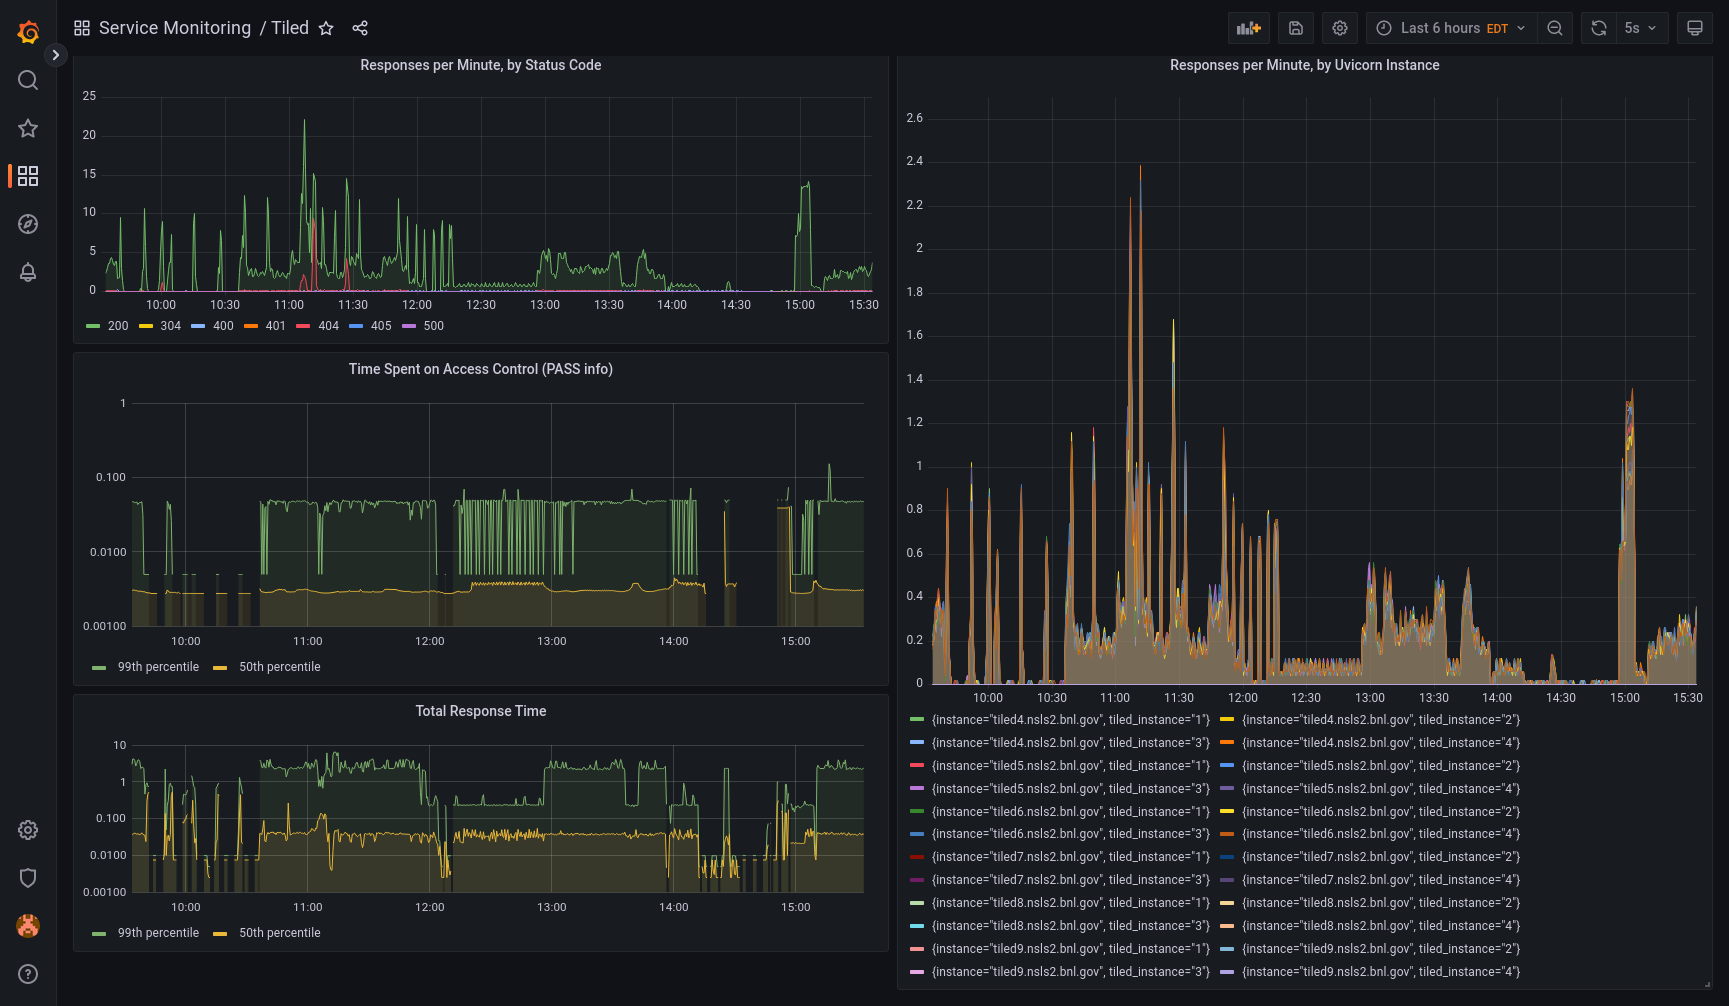 Service Monitoring / Tiled
Last 6 hours EDT
5s
Responses per Minute, by Status Code
25
20
15
10
5
0
10:00 10:30 11:00 11:30 12:00 12:30 13:00 13:30 14:00 14:30 15:00 15:30
200 304 400 401 404 405 500
Time Spent on Access Control (PASS info)
1
0.100
0.0100
0.00100
10:00 11:00 12:00 13:00 14:00 15:00
99th percentile 50th percentile
Total Response Time
10
1
0.100
0.0100
0.00100
10:00 11:00 12:00 13:00 14:00 15:00
99th percentile 50th percentile
Responses per Minute, by Uvicorn Instance
2.6
2.4
2.2
2
1.8
1.6
1.4
1.2
1
0.8
0.6
0.4
0.2
0
10:00 10:30 11:00 11:30 12:00 12:30 13:00 13:30 14:00 14:30 15:00 15:30
{instance="tiled4.nsls2.bnl.gov", tiled_instance="1"} {instance="tiled4.nsls2.bnl.gov", tiled_instance="2"}
{instance="tiled4.nsls2.bnl.gov", tiled_instance="3"} {instance="tiled4.nsls2.bnl.gov", tiled_instance="4"}
{instance="tiled5.nsls2.bnl.gov", tiled_instance="1"} {instance="tiled5.nsls2.bnl.gov", tiled_instance="2"}
{instance="tiled5.nsls2.bnl.gov", tiled_instance="3"} {instance="tiled5.nsls2.bnl.gov", tiled_instance="4"}
{instance="tiled6.nsls2.bnl.gov", tiled_instance="1"} {instance="tiled6.nsls2.bnl.gov", tiled_instance="2"}
{instance="tiled6.nsls2.bnl.gov", tiled_instance="3"} {instance="tiled6.nsls2.bnl.gov", tiled_instance="4"}
{instance="tiled7.nsls2.bnl.gov", tiled_instance="1"} {instance="tiled7.nsls2.bnl.gov", tiled_instance="2"}
{instance="tiled7.nsls2.bnl.gov", tiled_instance="3"} {instance="tiled7.nsls2.bnl.gov", tiled_instance="4"}
{instance="tiled8.nsls2.bnl.gov", tiled_instance="1"} {instance="tiled8.nsls2.bnl.gov", tiled_instance="2"}
{instance="tiled8.nsls2.bnl.gov", tiled_instance="3"} {instance="tiled8.nsls2.bnl.gov", tiled_instance="4"}
{instance="tiled9.nsls2.bnl.gov", tiled_instance="1"} {instance="tiled9.nsls2.bnl.gov", tiled_instance="2"}
{instance="tiled9.nsls2.bnl.gov", tiled_instance="3"} {instance="tiled9.nsls2.bnl.gov", tiled_instance="4"}